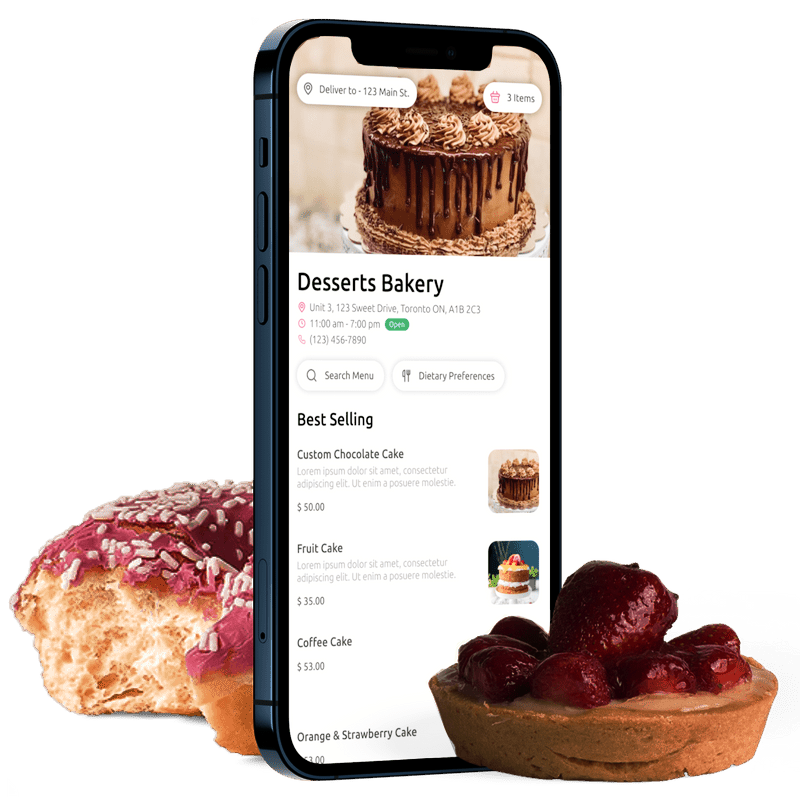 Deliver to - 123 Main St.
3 Items
Desserts Bakery
Unit 3, 123 Sweet Drive, Toronto ON, A1B 2C3
11:00 am - 7:00 pm Open
(123) 456-7890
Search Menu
Dietary Preferences
Best Selling
Custom Chocolate Cake
Lorem ipsum dolor sit amet, consectetur
adipiscing elit. Ut enim a posuere molestie.
$ 50.00
Fruit Cake
Lorem ipsum dolor sit amet, consectetur
adipiscing elit. Ut enim a posuere molestie.
$ 35.00
Coffee Cake
$ 53.00
Orange & Strawberry Cake